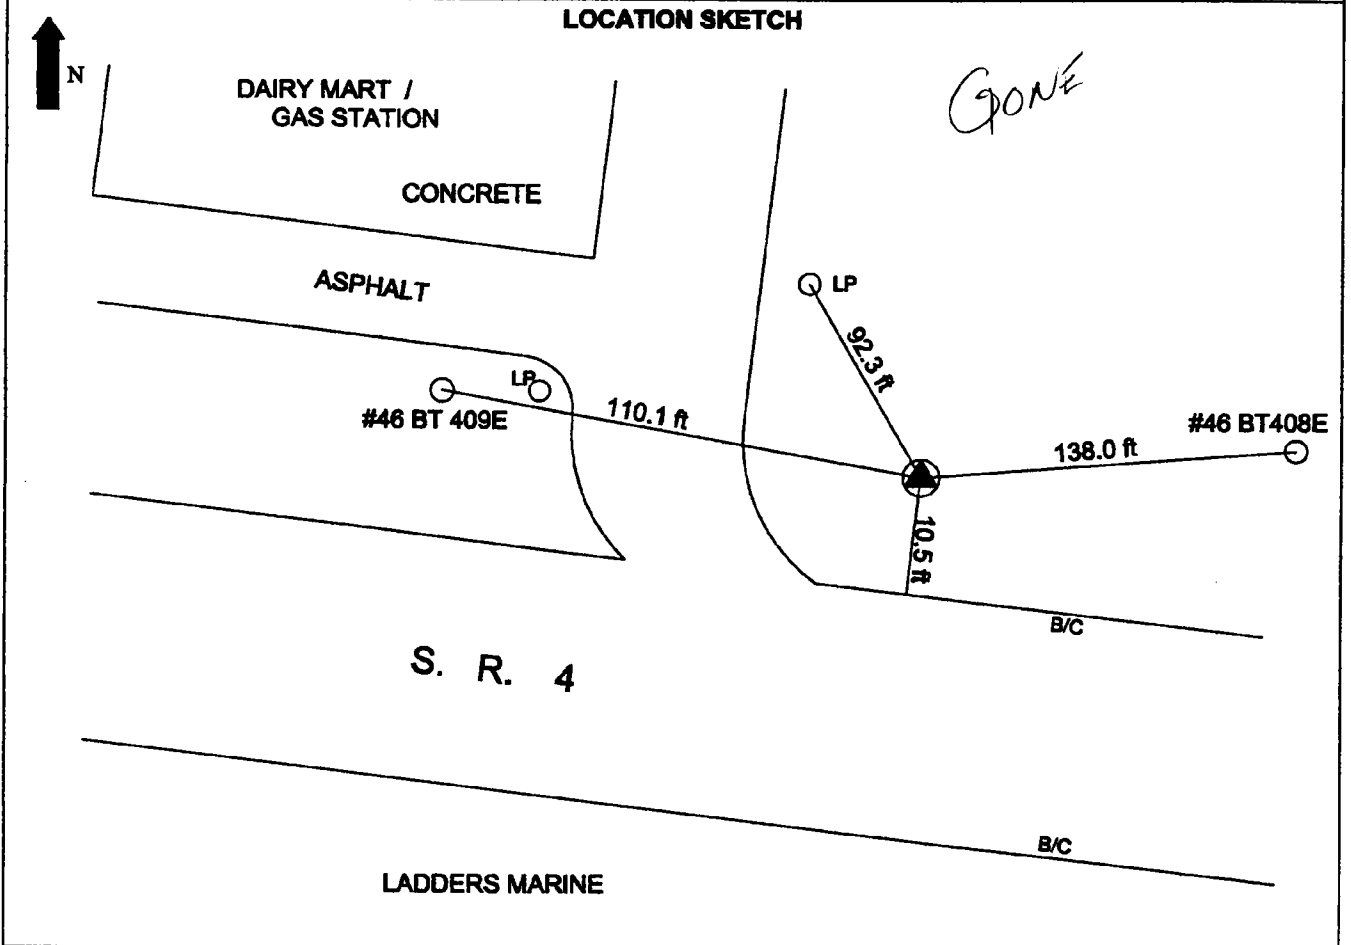 LOCATION SKETCH
N
GONE
DAIRY MART /
GAS STATION
CONCRETE
ASPHALT
LP
92.3 ft
LP
#46 BT 409E
110.1 ft
#46 BT408E
138.0 ft
10.5 ft
B/C
S. R. 4
B/C
LADDERS MARINE